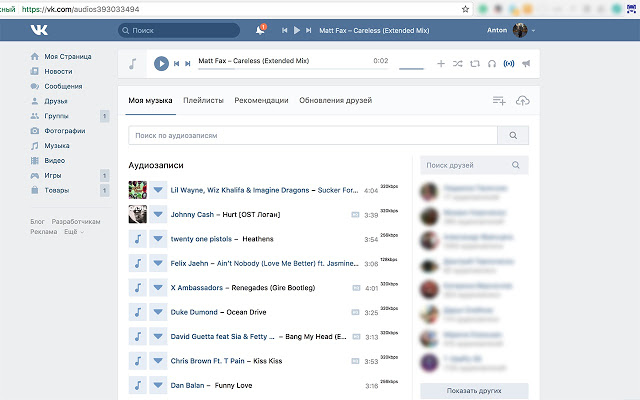 ный https://vk.com/audios393033494
Поиск
1
Matt Fax – Careless (Extended Mix)
Anton
Моя Страница
Новости
Сообщения
Друзья
Группы 1
Фотографии
Музыка
Видео
Игры 1
Товары 1
Блог Разработчикам
Реклама Ещё
Matt Fax – Careless (Extended Mix) 0:02
Моя музыка Плейлисты Рекомендации Обновления друзей
Поиск по аудиозаписям
Аудиозаписи
Lil Wayne, Wiz Khalifa & Imagine Dragons – Sucker For... 4:04 320kbps
Johnny Cash – Hurt [OST Логан] 3:39 320kbps
twenty one pistols – Heathens 3:54 256kbps
Felix Jaehn – Ain't Nobody (Love Me Better) ft. Jasmine... 3:06 128kbps
X Ambassadors – Renegades (Gire Bootleg) 4:01 320kbps
Duke Dumond – Ocean Drive 3:25 320kbps
David Guetta feat Sia & Fetty ... – Bang My Head (E... 3:13 320kbps
Chris Brown Ft. T Pain – Kiss Kiss 3:53 320kbps
Dan Balan – Funny Love 3:16 256kbps
Поиск друзей
Показать других